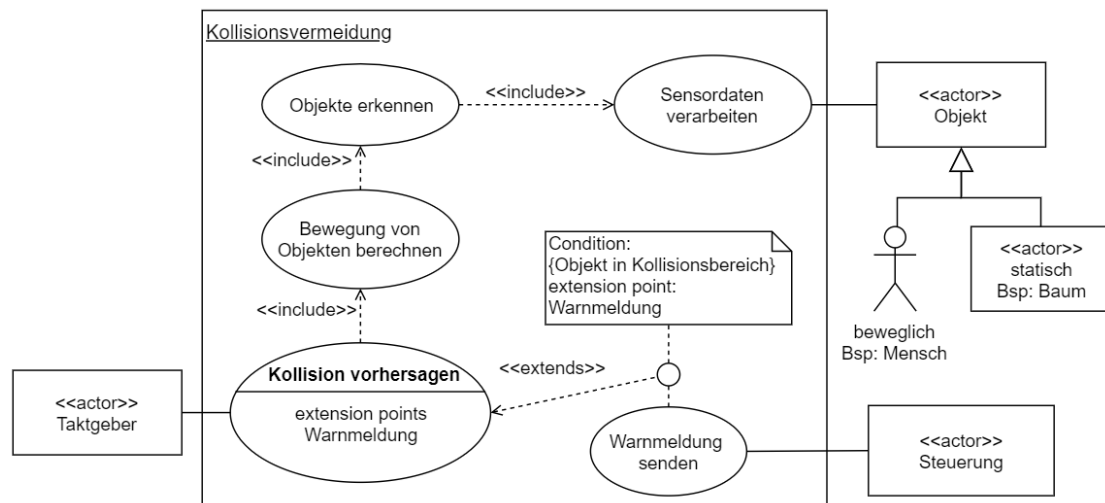 Kollisionsvermeidung
Objekte erkennen
<<include>>
Sensordaten
verarbeiten
<<actor>>
Objekt
<<include>>
Bewegung von
Objekten berechnen
Condition:
{Objekt in Kollisionsbereich}
extension point:
Warnmeldung
<<actor>>
statisch
Bsp: Baum
beweglich
Bsp: Mensch
<<include>>
Kollision vorhersagen
extension points
Warnmeldung
<<extends>>
<<actor>>
Taktgeber
Warnmeldung
senden
<<actor>>
Steuerung